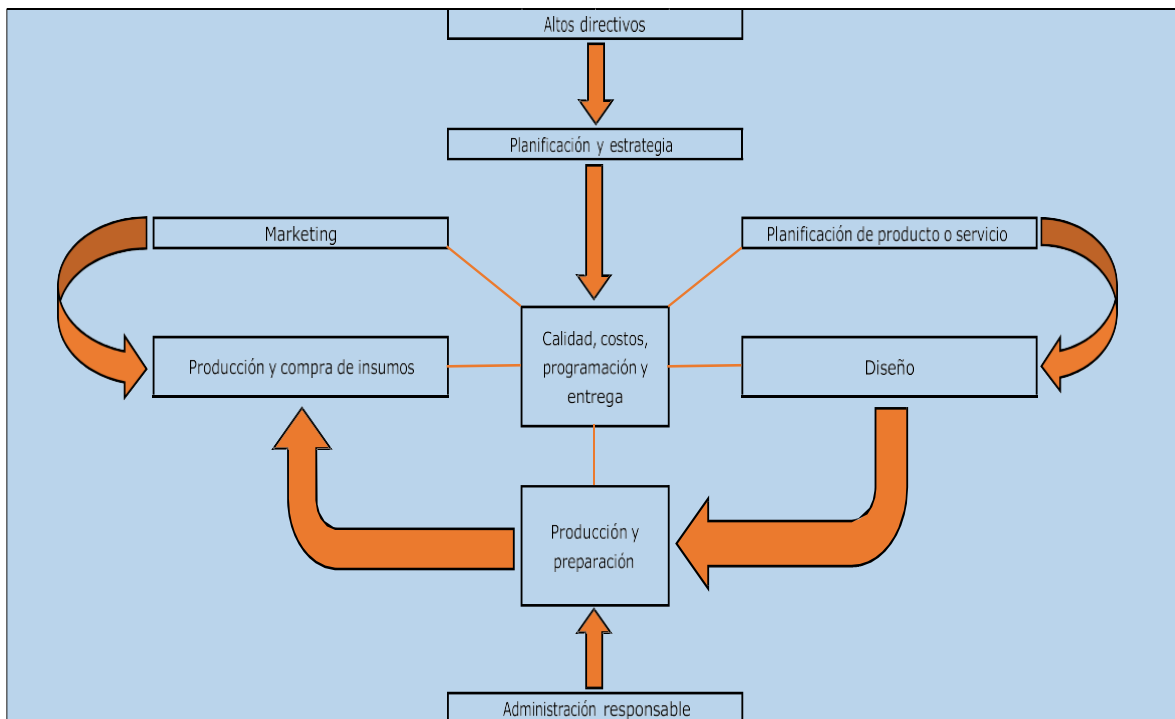 Altos directivos
Planificación y estrategia
Marketing
Planificación de producto o servicio
Calidad, costos,
programación y
entrega
Producción y compra de insumos
Diseño
Producción y
preparación
Administración responsable